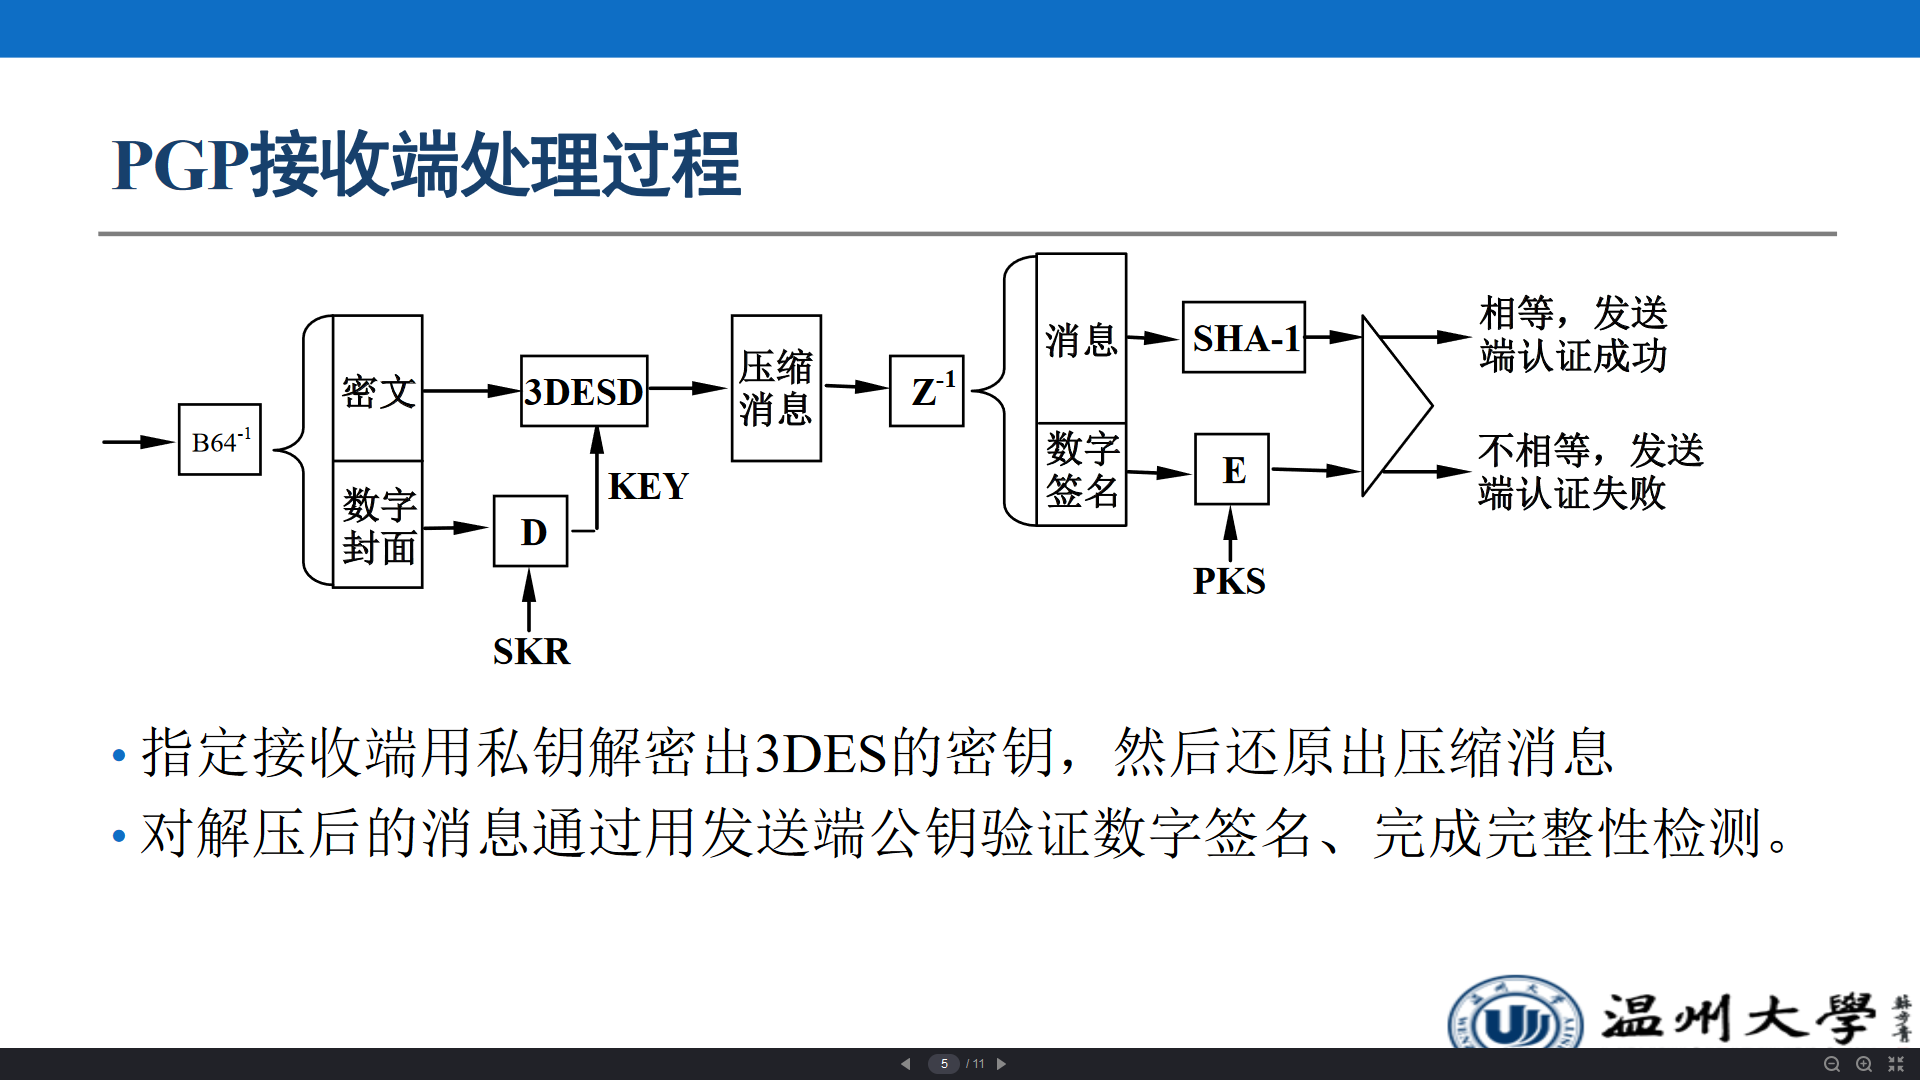 PGP接收端处理过程
B64-1
密文
数字
封面
3DESD
D
KEY
SKR
压缩
消息
Z-1
消息
数字
签名
SHA-1
E
PKS
相等，发送
端认证成功
不相等，发送
端认证失败
• 指定接收端用私钥解密出3DES的密钥，然后还原出压缩消息
• 对解压后的消息通过用发送端公钥验证数字签名、完成完整性检测。
温州大學
5 / 11